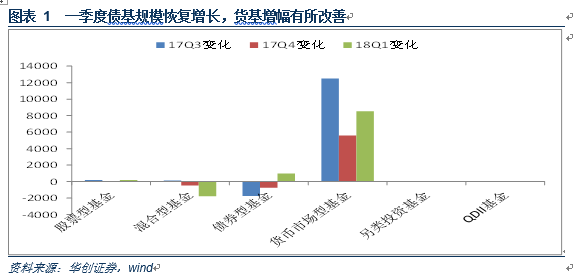 图表 1 一季度债基规模恢复增长，货基增幅有所改善
17Q3变化 17Q4变化 18Q1变化
14000
12000
10000
8000
6000
4000
2000
0
-2000
-4000
股票型基金
混合型基金
债券型基金
货币市场型基金
另类投资基金
QDII基金
资料来源：华创证券，wind